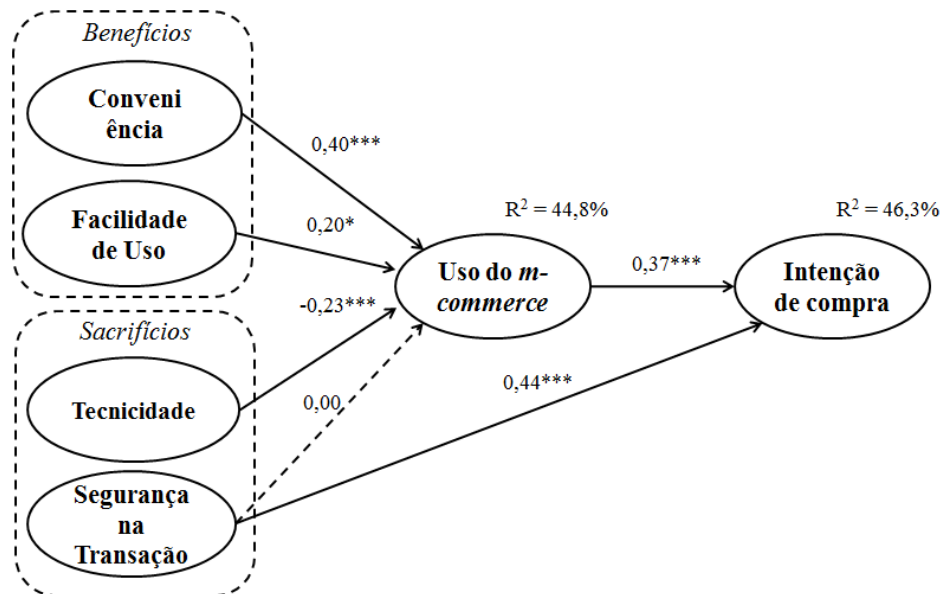 Benefícios
Conveni
ência
0,40***
Facilidade
de Uso
0,20*
R² = 44,8%
R² = 46,3%
Uso do m-
commerce
0,37***
Intenção
de compra
-0,23***
Sacrifícios
Tecnicidade
0,00
0,44***
Segurança
na
Transação